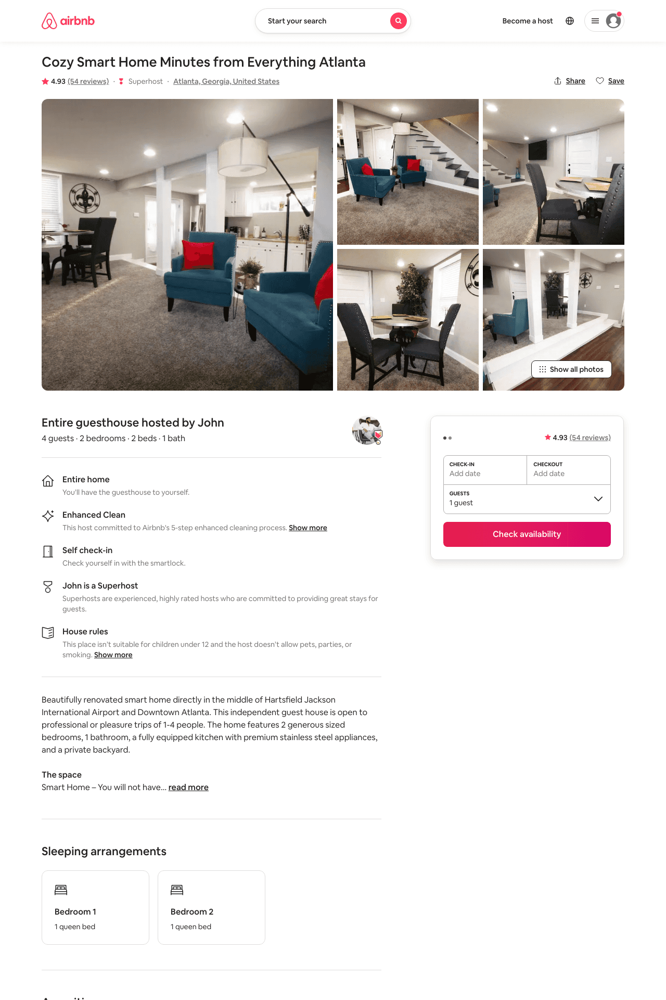 airbnb
Start your search
Become a host
Cozy Smart Home Minutes from Everything Atlanta
4.93 (54 reviews) · Superhost · Atlanta, Georgia, United States
Share
Save
Show all photos
Entire guesthouse hosted by John
4 guests · 2 bedrooms · 2 beds · 1 bath
Entire home
You’ll have the guesthouse to yourself.
Enhanced Clean
This host committed to Airbnb's 5-step enhanced cleaning process. Show more
Self check-in
Check yourself in with the smartlock.
John is a Superhost
Superhosts are experienced, highly rated hosts who are committed to providing great stays for
guests.
House rules
This place isn’t suitable for children under 12 and the host doesn’t allow pets, parties, or
smoking. Show more
4.93 (54 reviews)
CHECK-IN
Add date
CHECKOUT
Add date
GUESTS
1 guest
Check availability
Beautifully renovated smart home directly in the middle of Hartsfield Jackson
International Airport and Downtown Atlanta. This independent guest house is open to
professional or pleasure trips of 1-4 people. The home features 2 generous sized
bedrooms, 1 bathroom, a fully equipped kitchen with premium stainless steel appliances,
and a private backyard.
The space
Smart Home – You will not have... read more
Sleeping arrangements
Bedroom 1
1 queen bed
Bedroom 2
1 queen bed